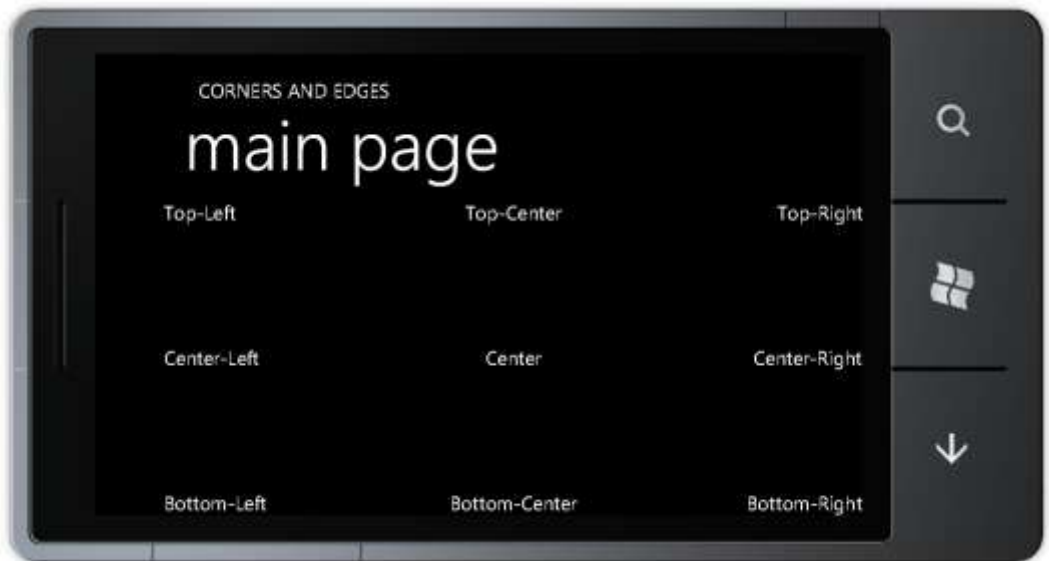 CORNERS AND EDGES
main page
Top-Left Top-Center Top-Right
Center-Left Center Center-Right
Bottom-Left Bottom-Center Bottom-Right